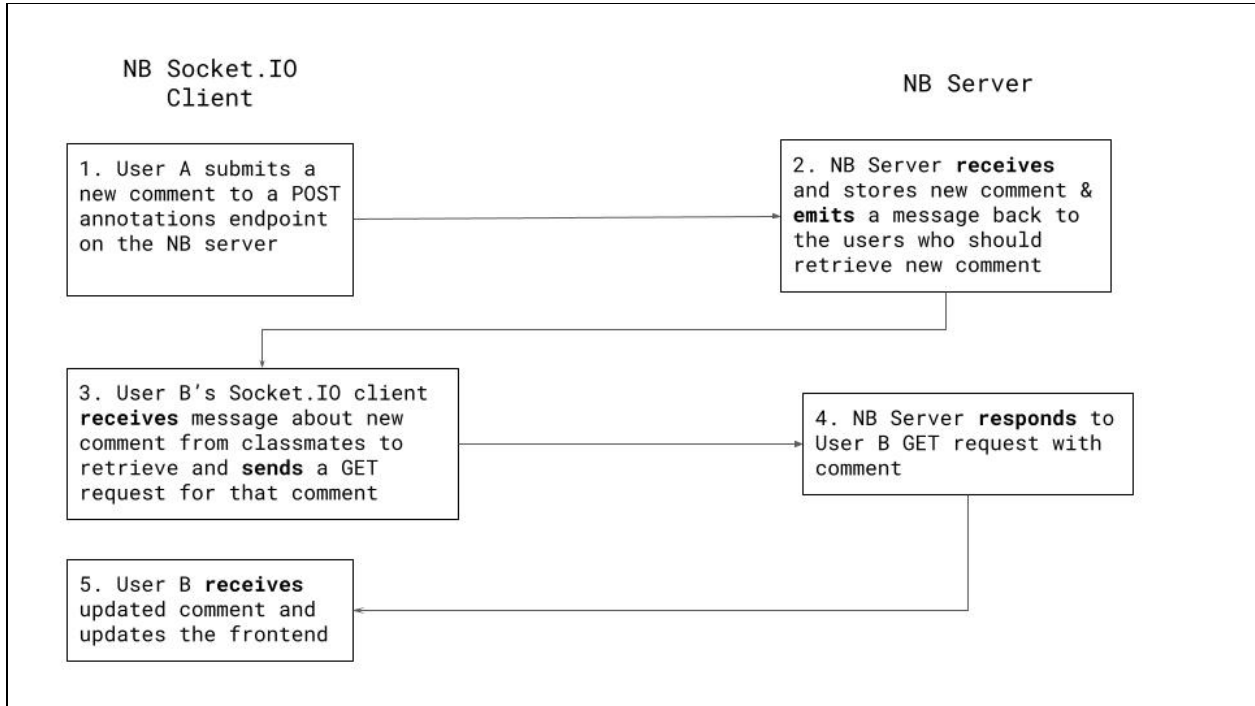 NB Socket.IO
Client
NB Server
1. User A submits a
new comment to a POST
annotations endpoint
on the NB server
2. NB Server receives
and stores new comment &
emits a message back to
the users who should
retrieve new comment
3. User B’s Socket.IO client
receives message about new
comment from classmates to
retrieve and sends a GET
request for that comment
4. NB Server responds to
User B GET request with
comment
5. User B receives
updated comment and
updates the frontend